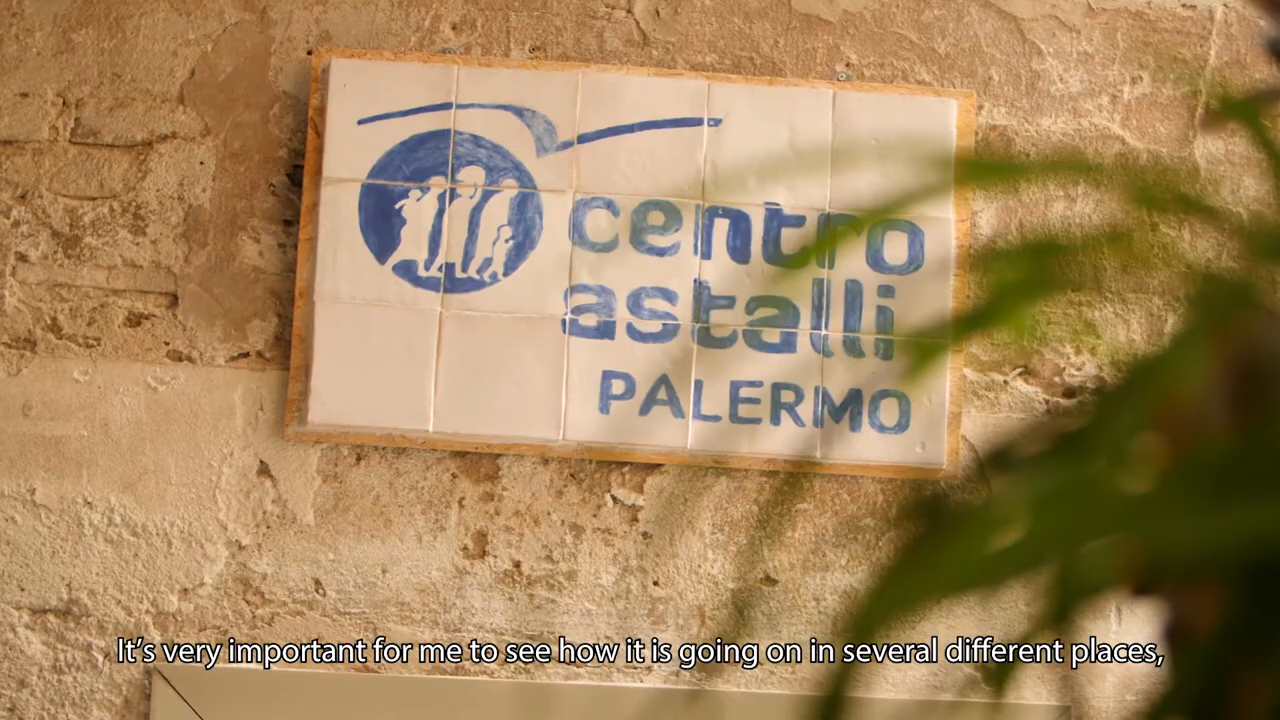 centro
astalli
PALERMO
It’s very important for me to see how it is going on in several different places,